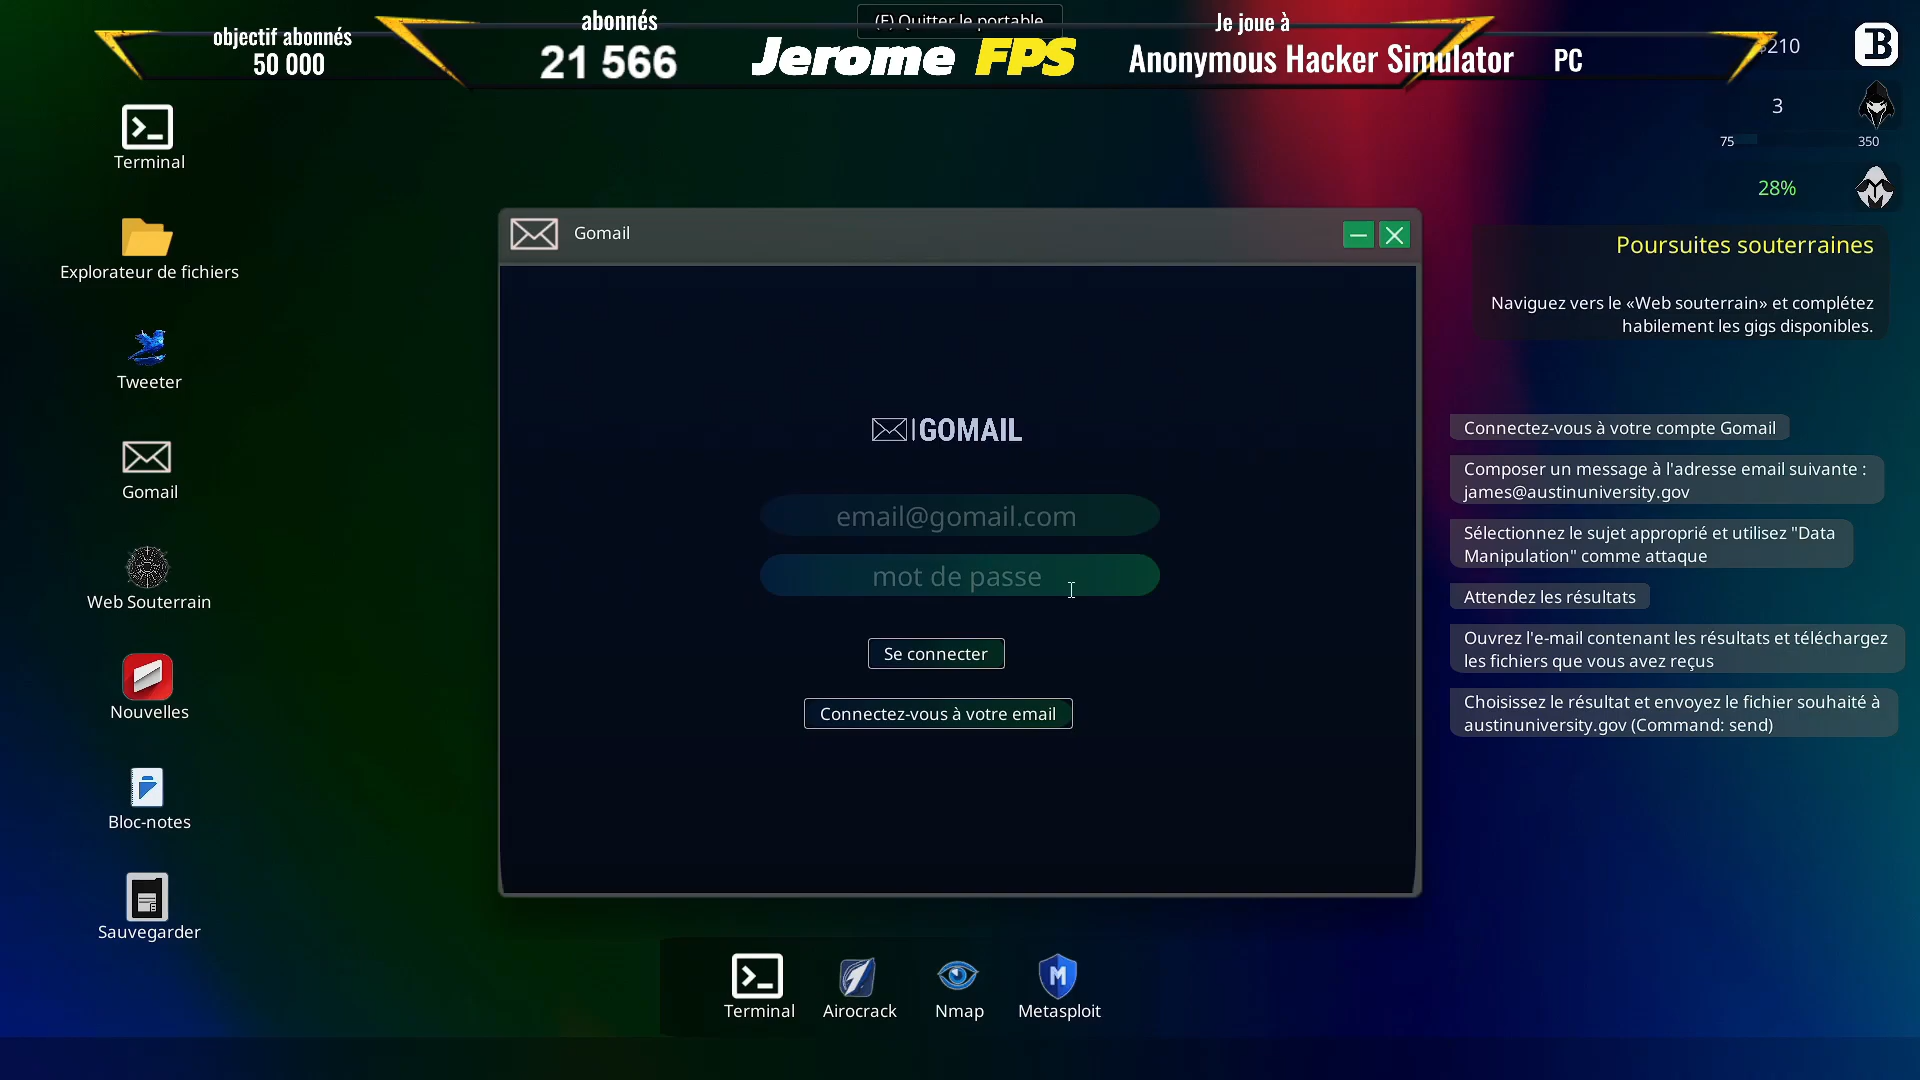 objectif abonnés
50 000
abonnés
21 566
(E) Quitter le portable
Jerome FPS
Je joue à
Anonymous Hacker Simulator
PC
210
B
3
75
350
28%
Terminal
Explorateur de fichiers
Tweeter
Gomail
Web Souterrain
Nouvelles
Bloc-notes
Sauvegarder
Gomail
GOMAIL
email@gomail.com
mot de passe
Se connecter
Connectez-vous à votre email
Poursuites souterraines
Naviguez vers le «Web souterrain» et complétez
habilement les gigs disponibles.
Connectez-vous à votre compte Gomail
Composer un message à l'adresse email suivante :
james@austinuniversity.gov
Sélectionnez le sujet approprié et utilisez "Data
Manipulation" comme attaque
Attendez les résultats
Ouvrez l'e-mail contenant les résultats et téléchargez
les fichiers que vous avez reçus
Choisissez le résultat et envoyez le fichier souhaité à
austinuniversity.gov (Command: send)
Terminal
Airocrack
Nmap
M
Metasploit